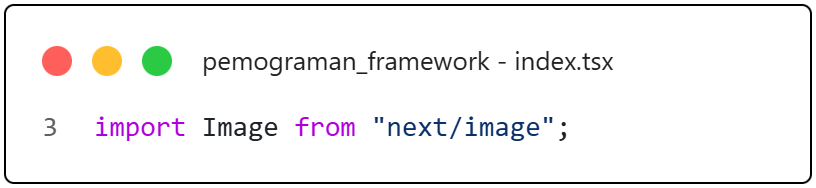 pemograman_framework - index.tsx
3 import Image from "next/image";